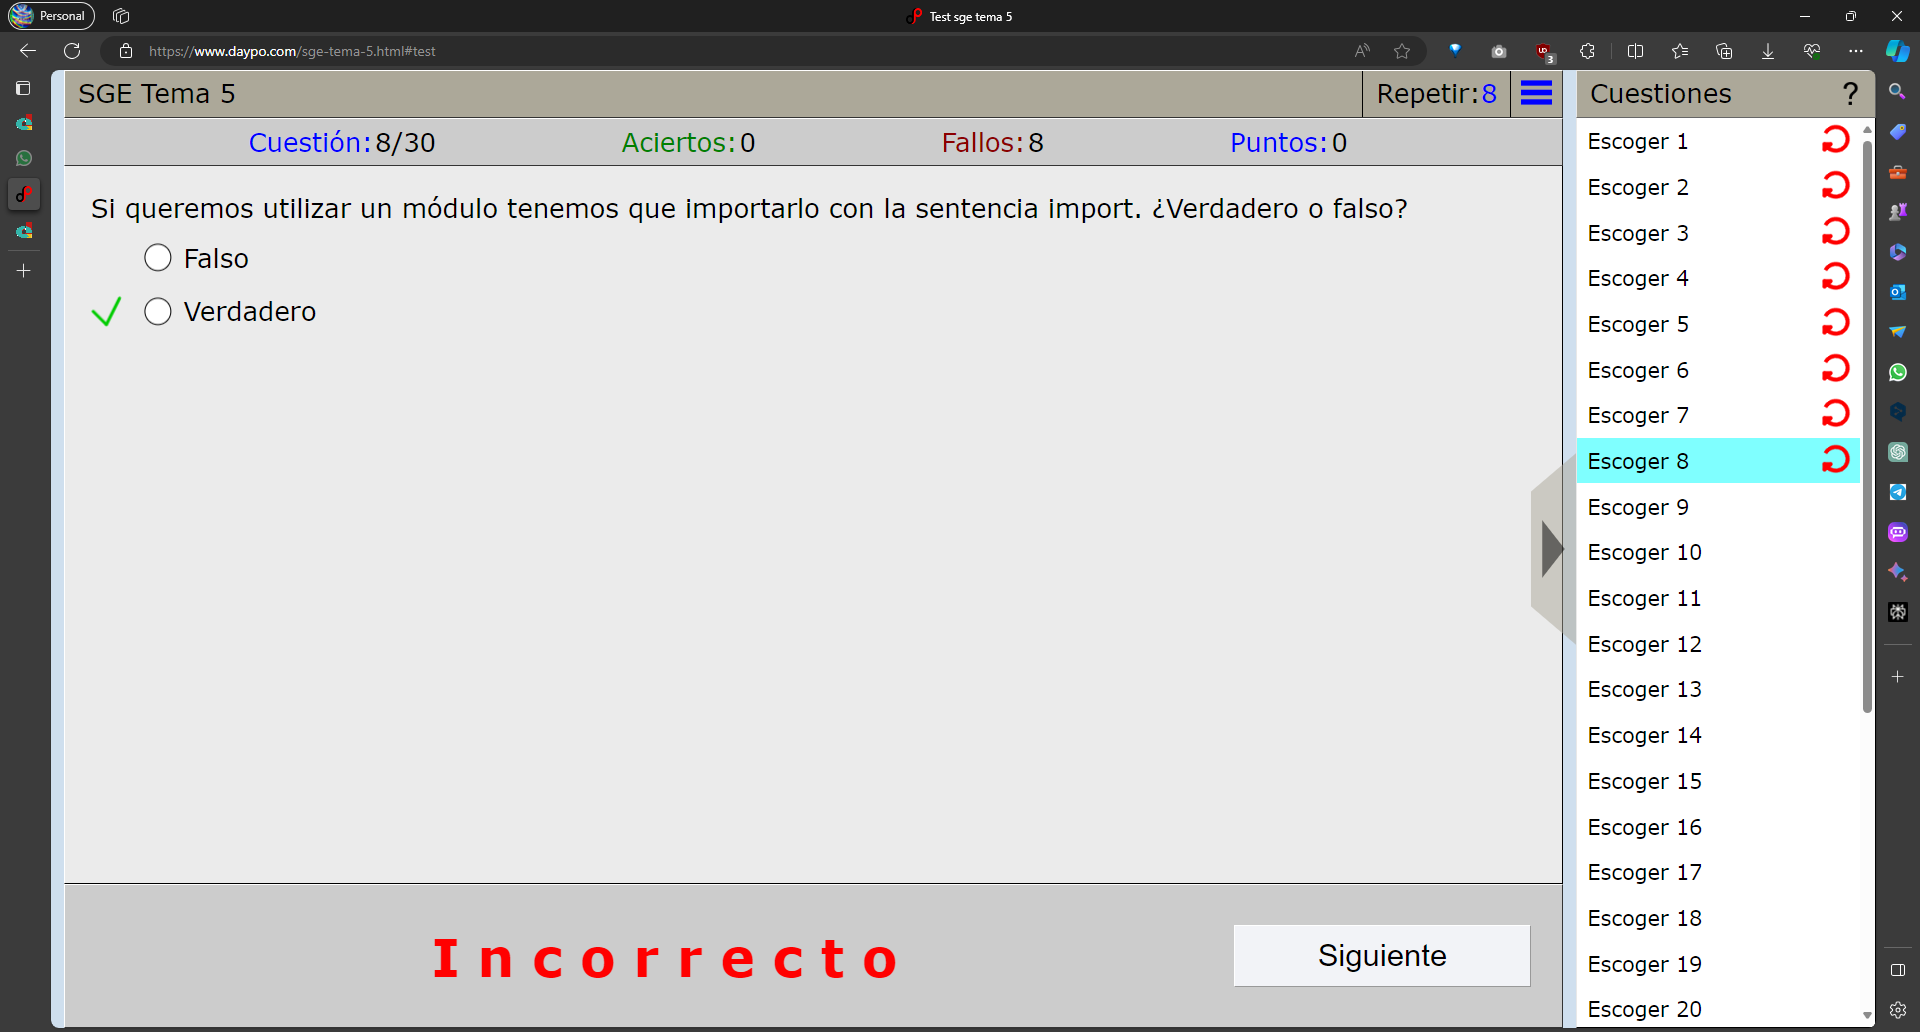 Personal
Test sge tema 5
https://www.daypo.com/sge-tema-5.html#test
3
SGE Tema 5
Repetir:8
Cuestiones
?
Cuestión:8/30
Aciertos:0
Fallos:8
Puntos:0
Si queremos utilizar un módulo tenemos que importarlo con la sentencia import. ¿Verdadero o falso?
Falso
Verdadero
Incorrecto
Siguiente
Escoger 1
Escoger 2
Escoger 3
Escoger 4
Escoger 5
Escoger 6
Escoger 7
Escoger 8
Escoger 9
Escoger 10
Escoger 11
Escoger 12
Escoger 13
Escoger 14
Escoger 15
Escoger 16
Escoger 17
Escoger 18
Escoger 19
Escoger 20